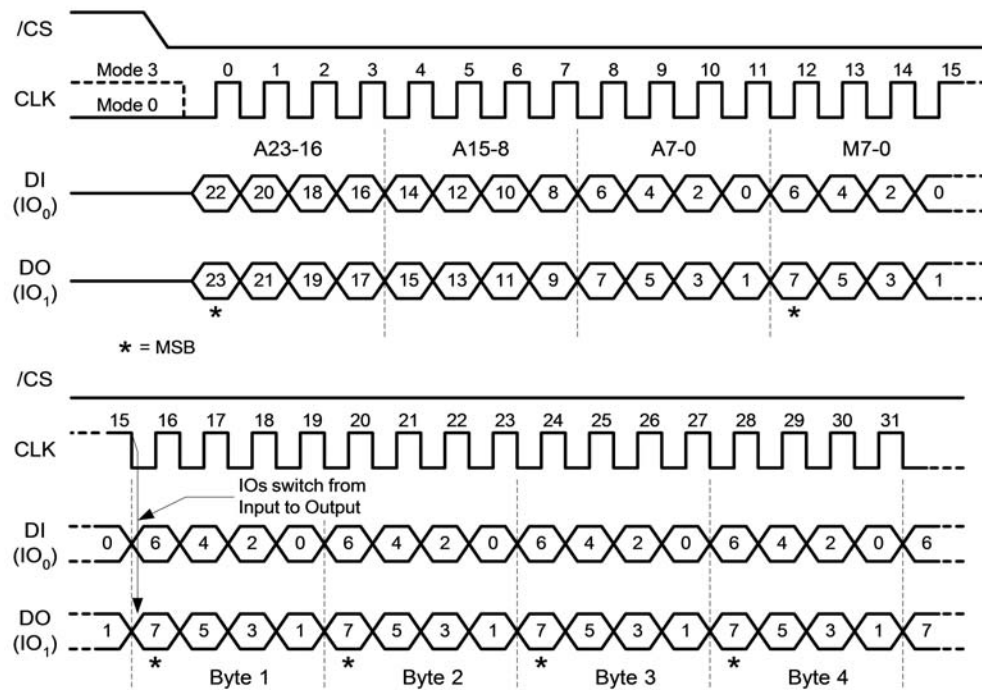 /CS
Mode 3
0 1 2 3 4 5 6 7 8 9 10 11 12 13 14 15
CLK
Mode 0
A23-16 A15-8 A7-0 M7-0
DI
(IO0)
22 20 18 16 14 12 10 8 6 4 2 0 6 4 2 0
DO
(IO1)
23 21 19 17 15 13 11 9 7 5 3 1 7 5 3 1
* *
* = MSB
/CS
15 16 17 18 19 20 21 22 23 24 25 26 27 28 29 30 31
CLK
IOs switch from
Input to Output
DI
(IO0)
0 6 4 2 0 6 4 2 0 6 4 2 0 6 4 2 0 6
DO
(IO1)
1 7 5 3 1 7 5 3 1 7 5 3 1 7 5 3 1 7
* * * *
Byte 1 Byte 2 Byte 3 Byte 4